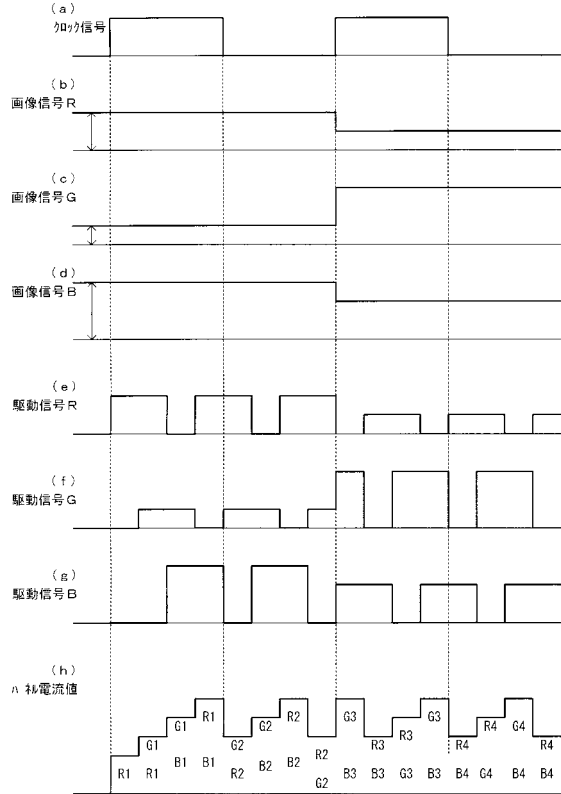 (a)
クロック信号
(b)
画像信号R
(c)
画像信号G
(d)
画像信号B
(e)
駆動信号R
(f)
駆動信号G
(g)
駆動信号B
(h)
パネル電流値
R1
G1
R1
G1
B1
R1
B1
G2
R2
G2
B2
R2
B2
R2
G2
G3
B3
R3
B3
R3
G3
G3
B3
R4
B4
R4
G4
G4
B4
R4
B4